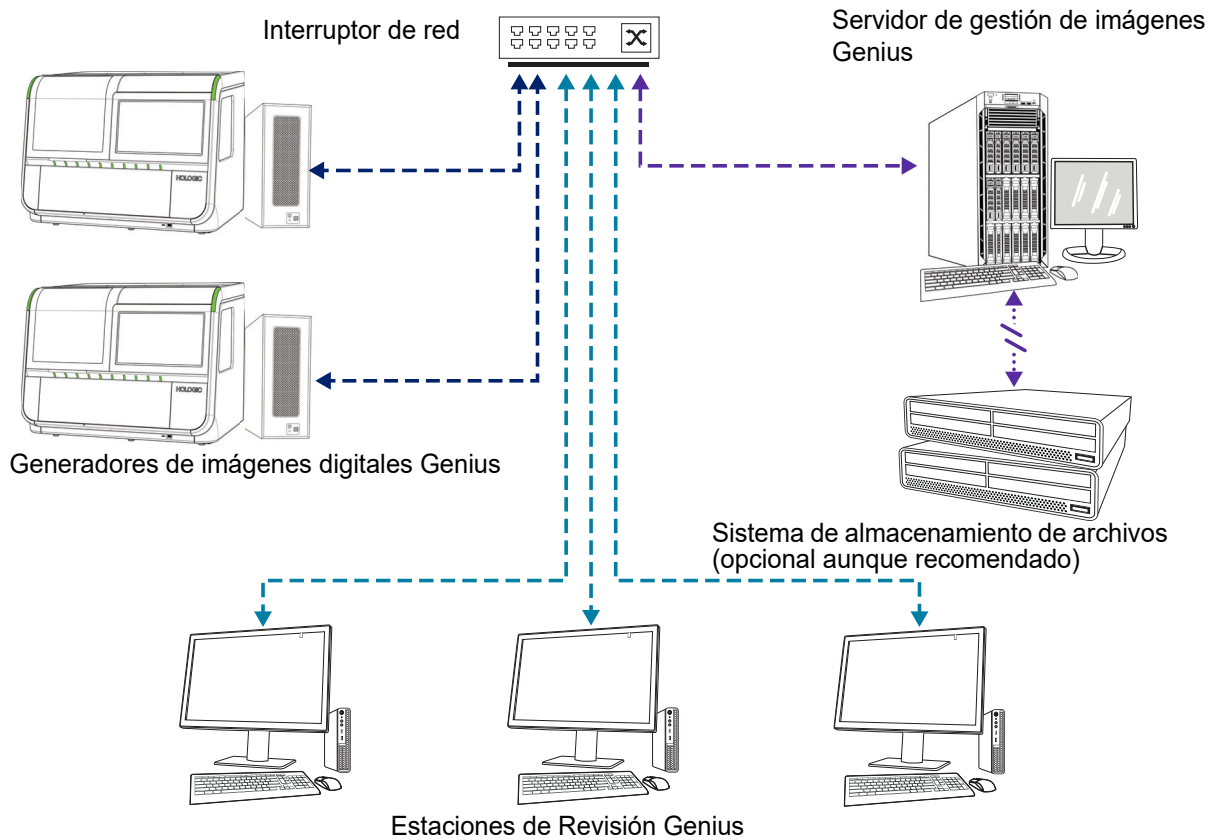 Interruptor de red
Servidor de gestión de imágenes
Genius
HOLOGIC
HOLOGIC
Generadores de imágenes digitales Genius
Sistema de almacenamiento de archivos
(opcional aunque recomendado)
Estaciones de Revisión Genius